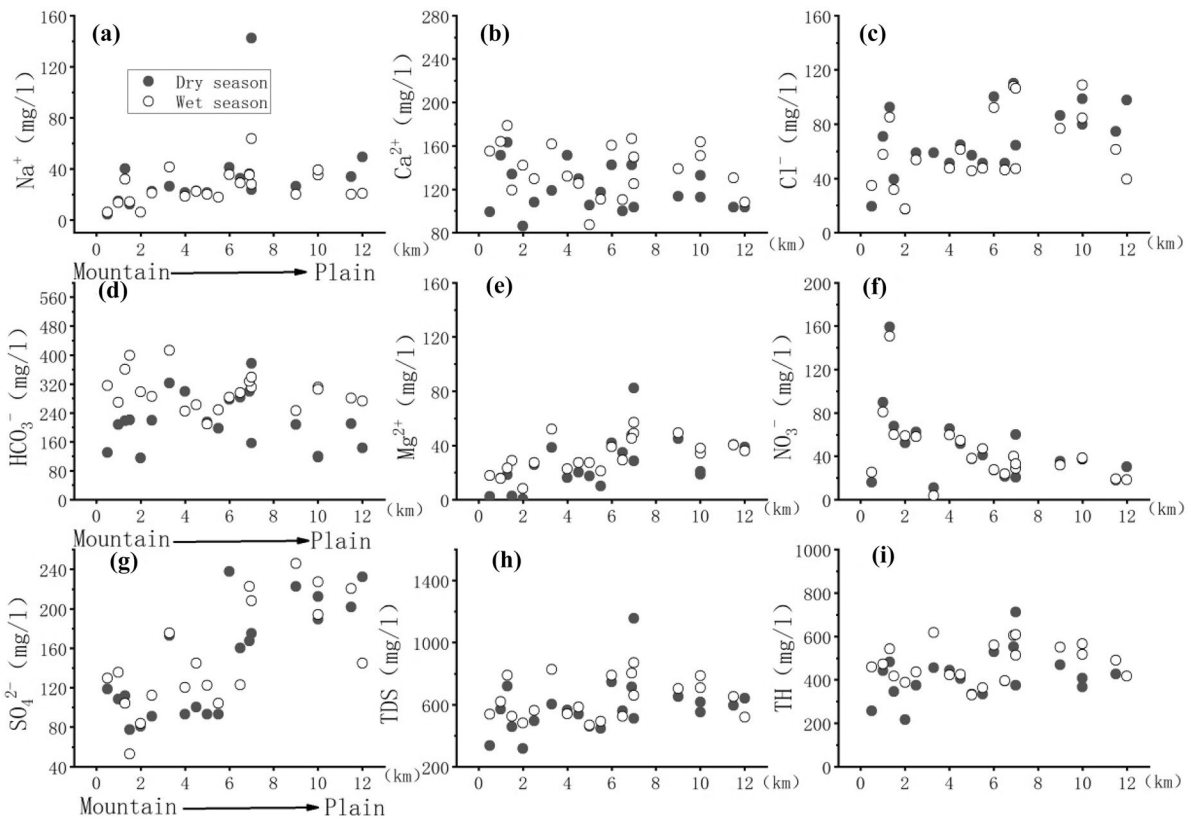 (a)
Na⁺ (mg/l)
160
120
80
40
0
Dry season
Wet season
0 2 4 6 8 10 12 (km)
Mountain Plain
(b)
Ca²⁺ (mg/l)
280
240
200
160
120
80
0 2 4 6 8 10 12 (km)
(c)
Cl⁻ (mg/l)
160
120
80
40
0
0 2 4 6 8 10 12 (km)
(d)
HCO₃⁻ (mg/l)
560
480
400
320
240
160
80
0
0 2 4 6 8 10 12 (km)
Mountain Plain
(e)
Mg²⁺ (mg/l)
160
120
80
40
0
0 2 4 6 8 10 12 (km)
(f)
NO₃⁻ (mg/l)
200
160
120
80
40
0
0 2 4 6 8 10 12 (km)
(g)
SO₄²⁻ (mg/l)
240
200
160
120
80
40
0 2 4 6 8 10 12 (km)
Mountain Plain
(h)
TDS (mg/l)
1400
1000
600
200
0 2 4 6 8 10 12 (km)
(i)
TH (mg/l)
1000
800
600
400
200
0
0 2 4 6 8 10 12 (km)